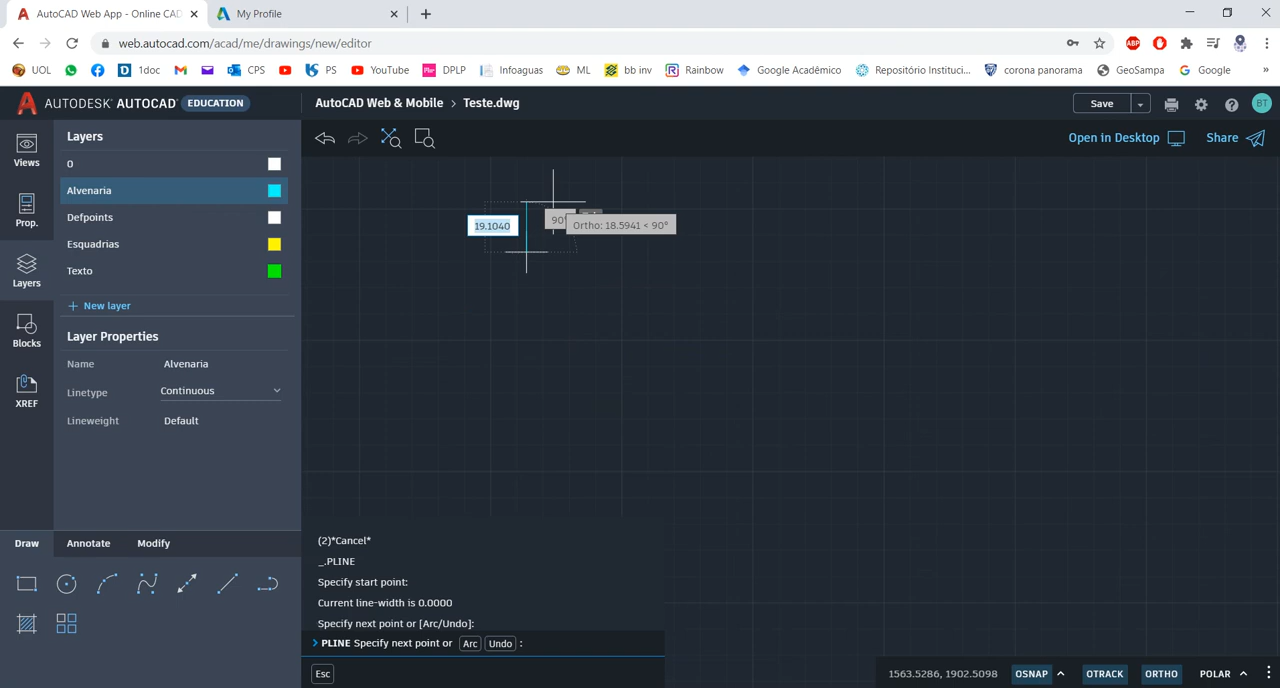 AutoCAD Web App - Online CAD
My Profile
web.autocad.com/acad/me/drawings/new/editor
UOL
1doc
CPS
PS
YouTube
DPLP
Infoaguas
ML
bb inv
Rainbow
Google Acadêmico
Repositório Instituci...
corona panorama
GeoSampa
Google
»
AUTODESK® AUTOCAD® EDUCATION
AutoCAD Web & Mobile > Teste.dwg
Save
BT
Views
Prop.
Layers
Blocks
XREF
Layers
0
Alvenaria
Defpoints
Esquadrias
Texto
+ New layer
Layer Properties
Name Alvenaria
Linetype Continuous
Lineweight Default
Open in Desktop
Share
19.1040
90°
Ortho: 18.5941 < 90°
Draw Annotate Modify
(2)*Cancel*
_.PLINE
Specify start point:
Current line-width is 0.0000
Specify next point or [Arc/Undo]:
> PLINE Specify next point or Arc Undo :
Esc
1563.5286, 1902.5098 OSNAP OTRACK ORTHO POLAR